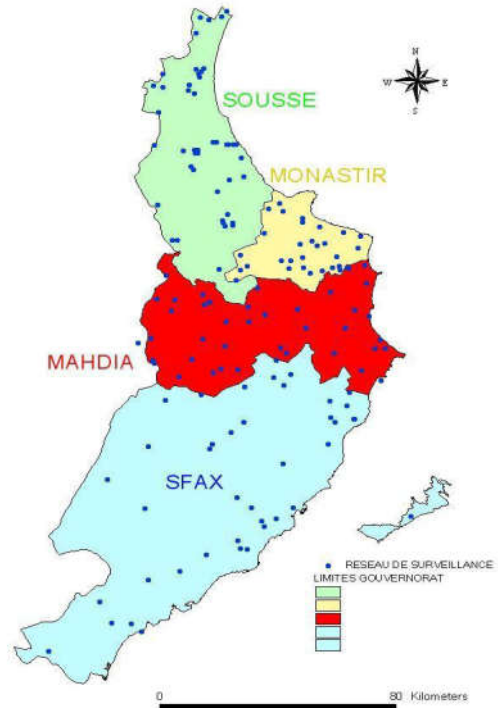 N
W E
S
SOUSSE
MONASTIR
MAHDIA
SFAX
RESEAU DE SURVEILLANCE
LIMITES GOUVERNORAT
0 80 Kilometers